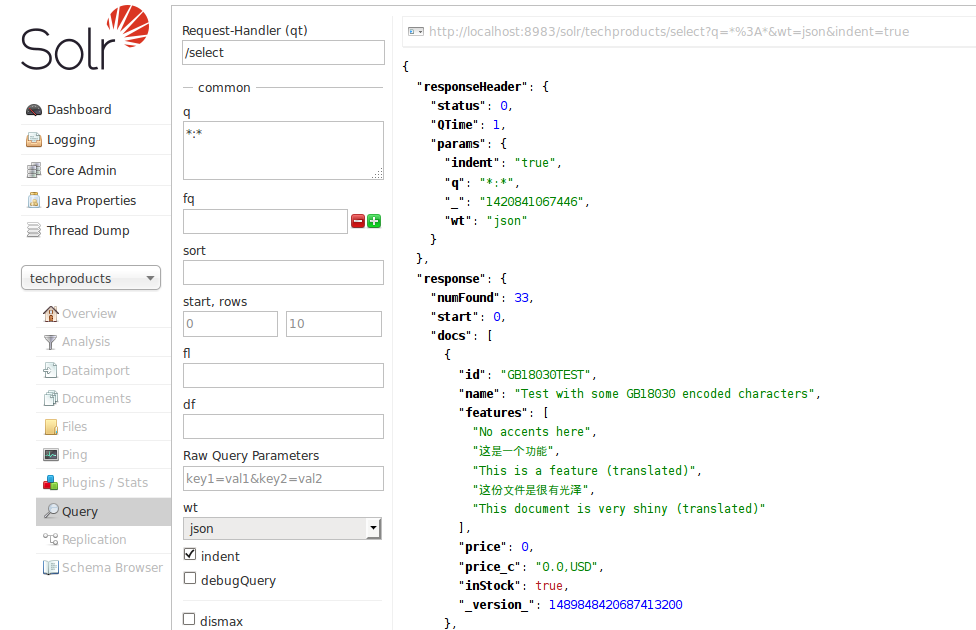 Solr
Dashboard
Logging
Core Admin
Java Properties
Thread Dump
techproducts
Overview
Analysis
Dataimport
Documents
Files
Ping
Plugins / Stats
Query
Replication
Schema Browser
Request-Handler (qt)
/select
common
q
*:*
fq
sort
start, rows
0 10
fl
df
Raw Query Parameters
key1=val1&key2=val2
wt
json
indent
debugQuery
dismax
http://localhost:8983/solr/techproducts/select?q=*%3A*&wt=json&indent=true
{
"responseHeader": {
"status": 0,
"QTime": 1,
"params": {
"indent": "true",
"q": "*:*",
"_": "1420841067446",
"wt": "json"
}
},
"response": {
"numFound": 33,
"start": 0,
"docs": [
{
"id": "GB18030TEST",
"name": "Test with some GB18030 encoded characters",
"features": [
"No accents here",
"这是一个功能",
"This is a feature (translated)",
"这份文件是很有光泽",
"This document is very shiny (translated)"
],
"price": 0,
"price_c": "0.0,USD",
"inStock": true,
"_version_": 1489848420687413200
},